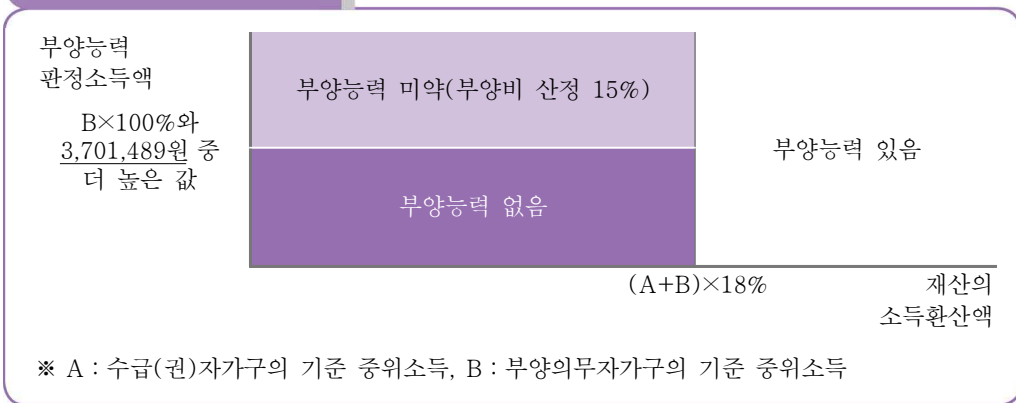 부양능력
판정소득액
B×100%와
3,701,489원 중
더 높은 값
부양능력 미약(부양비 산정 15%)
부양능력 없음
부양능력 있음
(A+B)×18%
재산의
소득환산액
※ A : 수급(권)자가구의 기준 중위소득, B : 부양의무자가구의 기준 중위소득